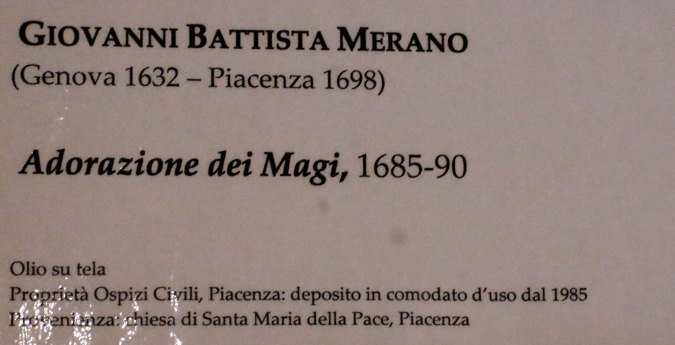 GIOVANNI BATTISTA MERANO
(Genova 1632 – Piacenza 1698)
Adorazione dei Magi, 1685-90
Olio su tela
Proprietà Ospizi Civili, Piacenza: deposito in comodato d'uso dal 1985
Provenienza: chiesa di Santa Maria della Pace, Piacenza